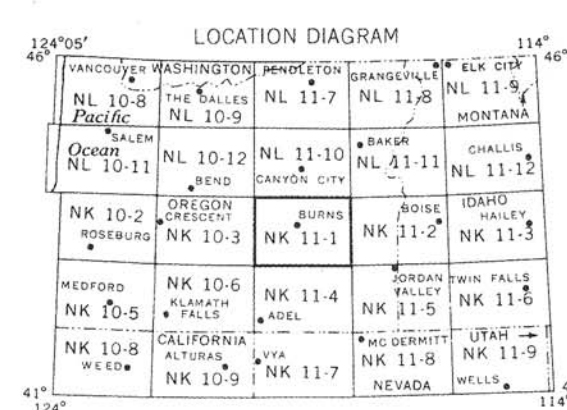 LOCATION DIAGRAM
124°05'
114°
46°
46°
VANCOUVER
NL 10-8
Pacific
WASHINGTON
THE DALLES
NL 10-9
PENDLETON
NL 11-7
GRANGEVILLE
NL 11-8
ELK CITY
NL 11-9
MONTANA
SALEM
Ocean
NL 10-11
NL 10-12
BEND
NL 11-10
CANYON CITY
BAKER
NL 11-11
CHALLIS
NL 11-12
NK 10-2
ROSEBURG
OREGON
CRESCENT
NK 10-3
BURNS
NK 11-1
BOISE
NK 11-2
IDAHO
HAILEY
NK 11-3
MEDFORD
NK 10-5
NK 10-6
KLAMATH
FALLS
NK 11-4
ADEL
JORDAN
VALLEY
NK 11-5
TWIN FALLS
NK 11-6
NK 10-8
WEED
CALIFORNIA
ALTURAS
NK 10-9
VYA
NK 11-7
MC DERMITT
NK 11-8
NEVADA
UTAH
NK 11-9
WELLS
41°
124°